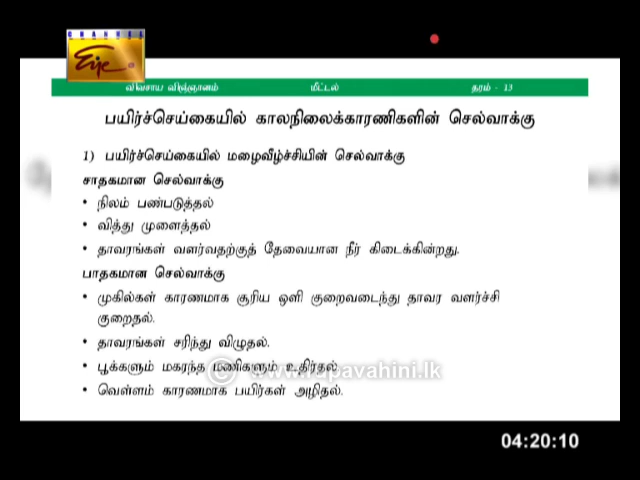 CHANNEL
Eye
விவசாய விஞ்ஞானம் மீட்டல் தரம் - 13
பயிர்ச்செய்கையில் காலநிலைக்காரணிகளின் செல்வாக்கு
1) பயிர்ச்செய்கையில் மழைவீழ்ச்சியின் செல்வாக்கு
சாதகமான செல்வாக்கு
• நிலம் பண்படுத்தல்
• வித்து முளைத்தல்
• தாவரங்கள் வளர்வதற்குத் தேவையான நீர் கிடைக்கின்றது.
பாதகமான செல்வாக்கு
• முகில்கள் காரணமாக சூரிய ஒளி குறைவடைந்து தாவர வளர்ச்சி
குறைதல்.
• தாவரங்கள் சரிந்து விழுதல்.
• பூக்களும் மகரந்த மணிகளும் உதிர்தல்
© www.rupavahini.lk
• வெள்ளம் காரணமாக பயிர்கள் அழிதல்.
04:20:10